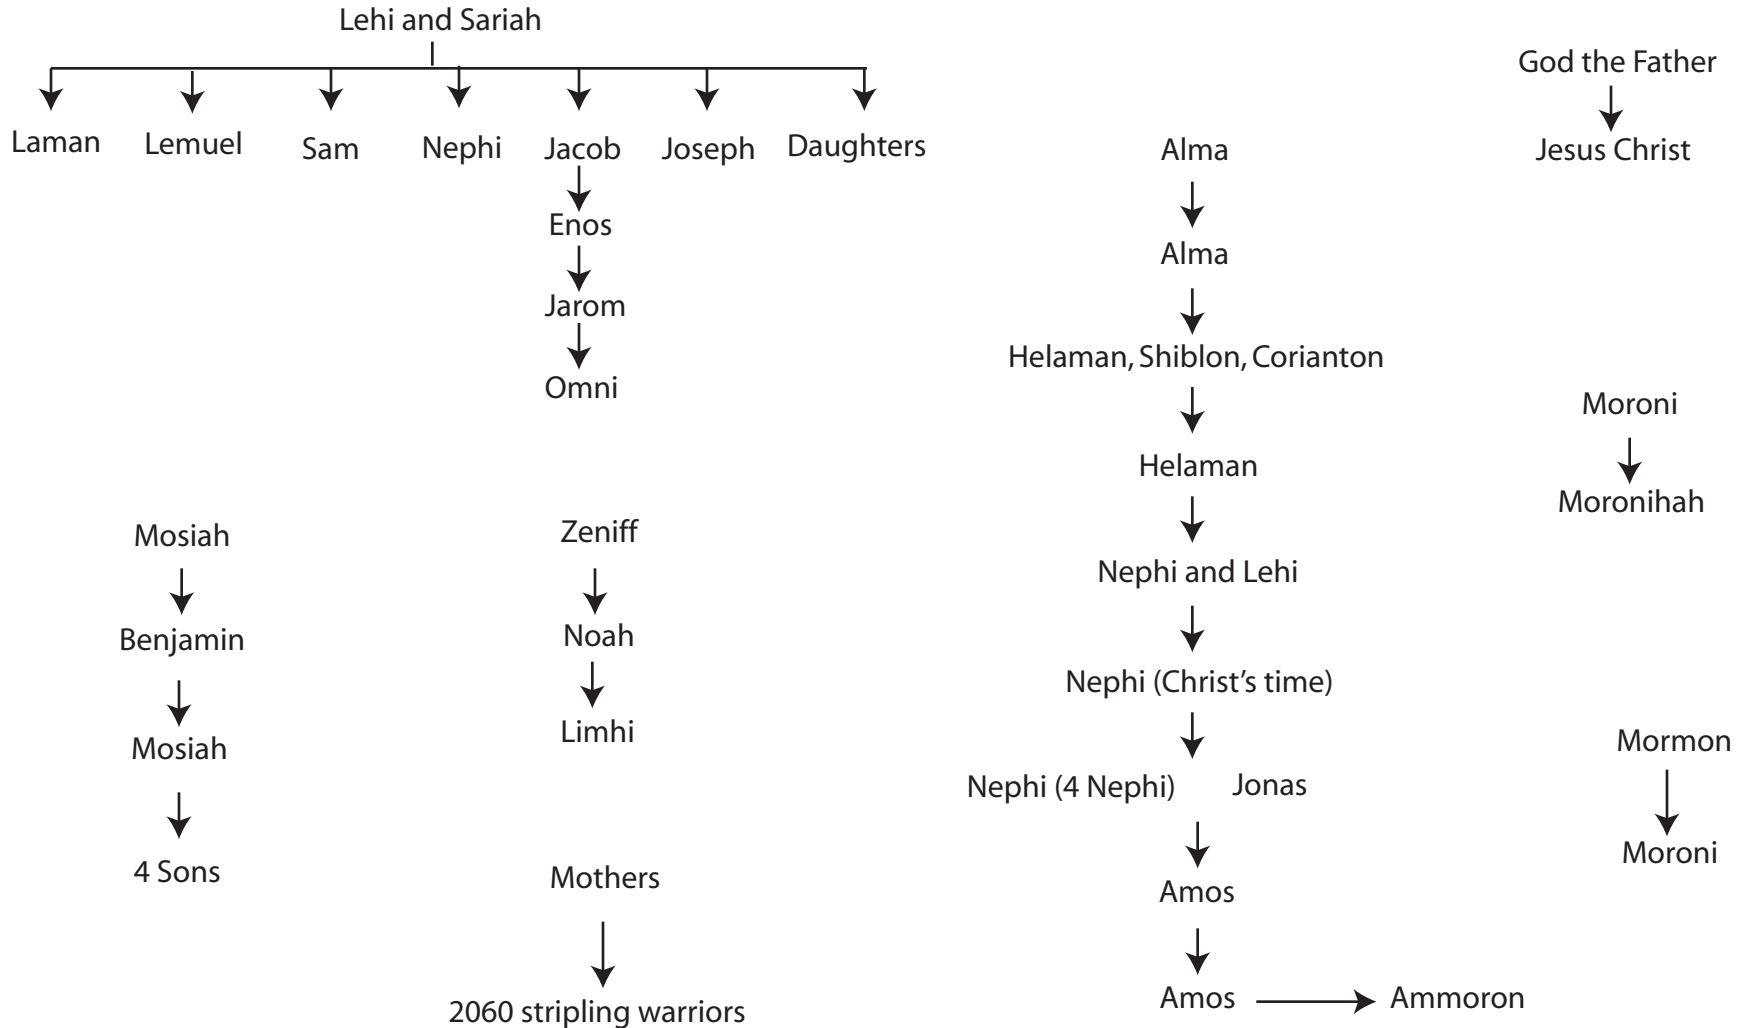 Lehi and Sariah
Laman
Lemuel
Sam
Nephi
Jacob
Joseph
Daughters
Enos
Jarom
Omni
Mosiah
Benjamin
Mosiah
4 Sons
Zeniff
Noah
Limhi
Mothers
2060 stripling warriors
Alma
Alma
Helaman, Shiblon, Corianton
Helaman
Nephi and Lehi
Nephi (Christ's time)
Nephi (4 Nephi)
Jonas
Amos
Amos
Ammoron
God the Father
Jesus Christ
Moroni
Moronihah
Mormon
Moroni